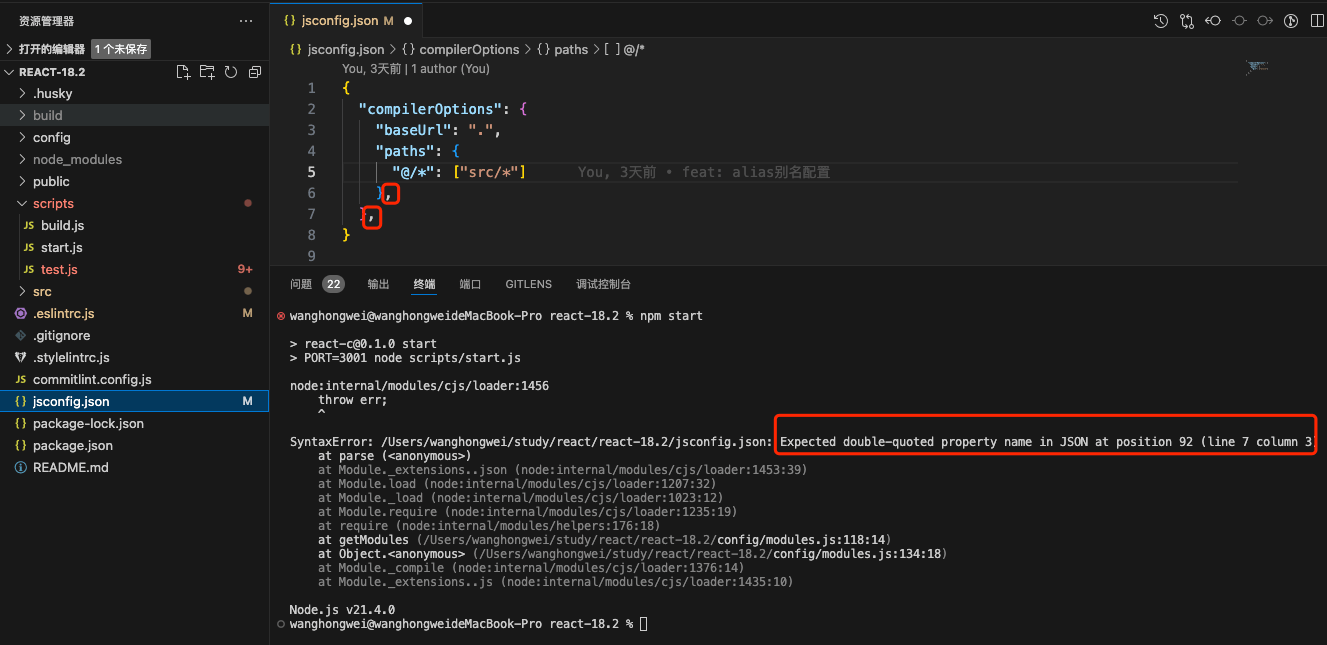 资源管理器
···
打开的编辑器 1 个未保存
REACT-18.2
.husky
build
config
node_modules
public
scripts
JS build.js
JS start.js
JS test.js 9+
src
.eslintrc.js M
.gitignore
.stylelintrc.js
JS commitlint.config.js
{} jsconfig.json M
{} package-lock.json
{} package.json
README.md
{} jsconfig.json M
{} jsconfig.json > {} compilerOptions > {} paths > [ ] @/*
You, 3天前 | 1 author (You)
1 {
2 "compilerOptions": {
3 "baseUrl": ".",
4 "paths": {
5 "@/*": ["src/*"] You, 3天前 • feat: alias别名配置
6 },
7 },
8 }
9
问题 22 输出 终端 端口 GITLENS 调试控制台
wanghongwei@wanghongweideMacBook-Pro react-18.2 % npm start
> react-c@0.1.0 start
> PORT=3001 node scripts/start.js
node:internal/modules/cjs/loader:1456
throw err;
^
SyntaxError: /Users/wanghongwei/study/react/react-18.2/jsconfig.json: Expected double-quoted property name in JSON at position 92 (line 7 column 3
at parse (<anonymous>)
at Module._extensions..json (node:internal/modules/cjs/loader:1453:39)
at Module.load (node:internal/modules/cjs/loader:1207:32)
at Module._load (node:internal/modules/cjs/loader:1023:12)
at Module.require (node:internal/modules/cjs/loader:1235:19)
at require (node:internal/modules/helpers:176:18)
at getModules (/Users/wanghongwei/study/react/react-18.2/config/modules.js:118:14)
at Object.<anonymous> (/Users/wanghongwei/study/react/react-18.2/config/modules.js:134:18)
at Module._compile (node:internal/modules/cjs/loader:1376:14)
at Module._extensions..js (node:internal/modules/cjs/loader:1435:10)
Node.js v21.4.0
wanghongwei@wanghongweideMacBook-Pro react-18.2 %